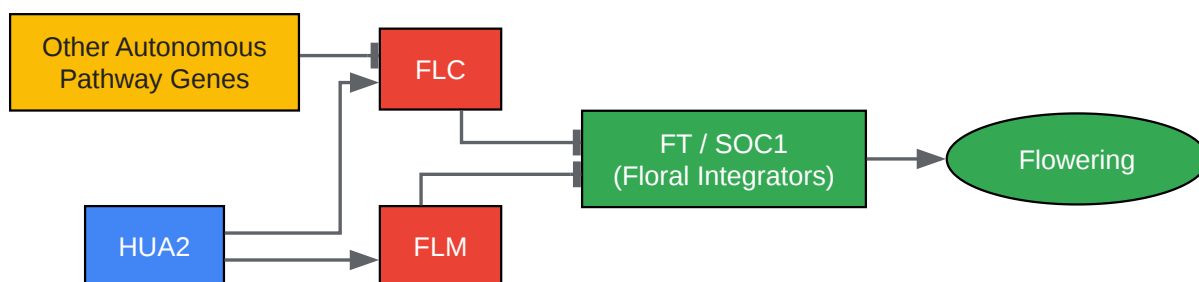 Other Autonomous
Pathway Genes
FLC
FT / SOC1
(Floral Integrators)
Flowering
HUA2
FLM